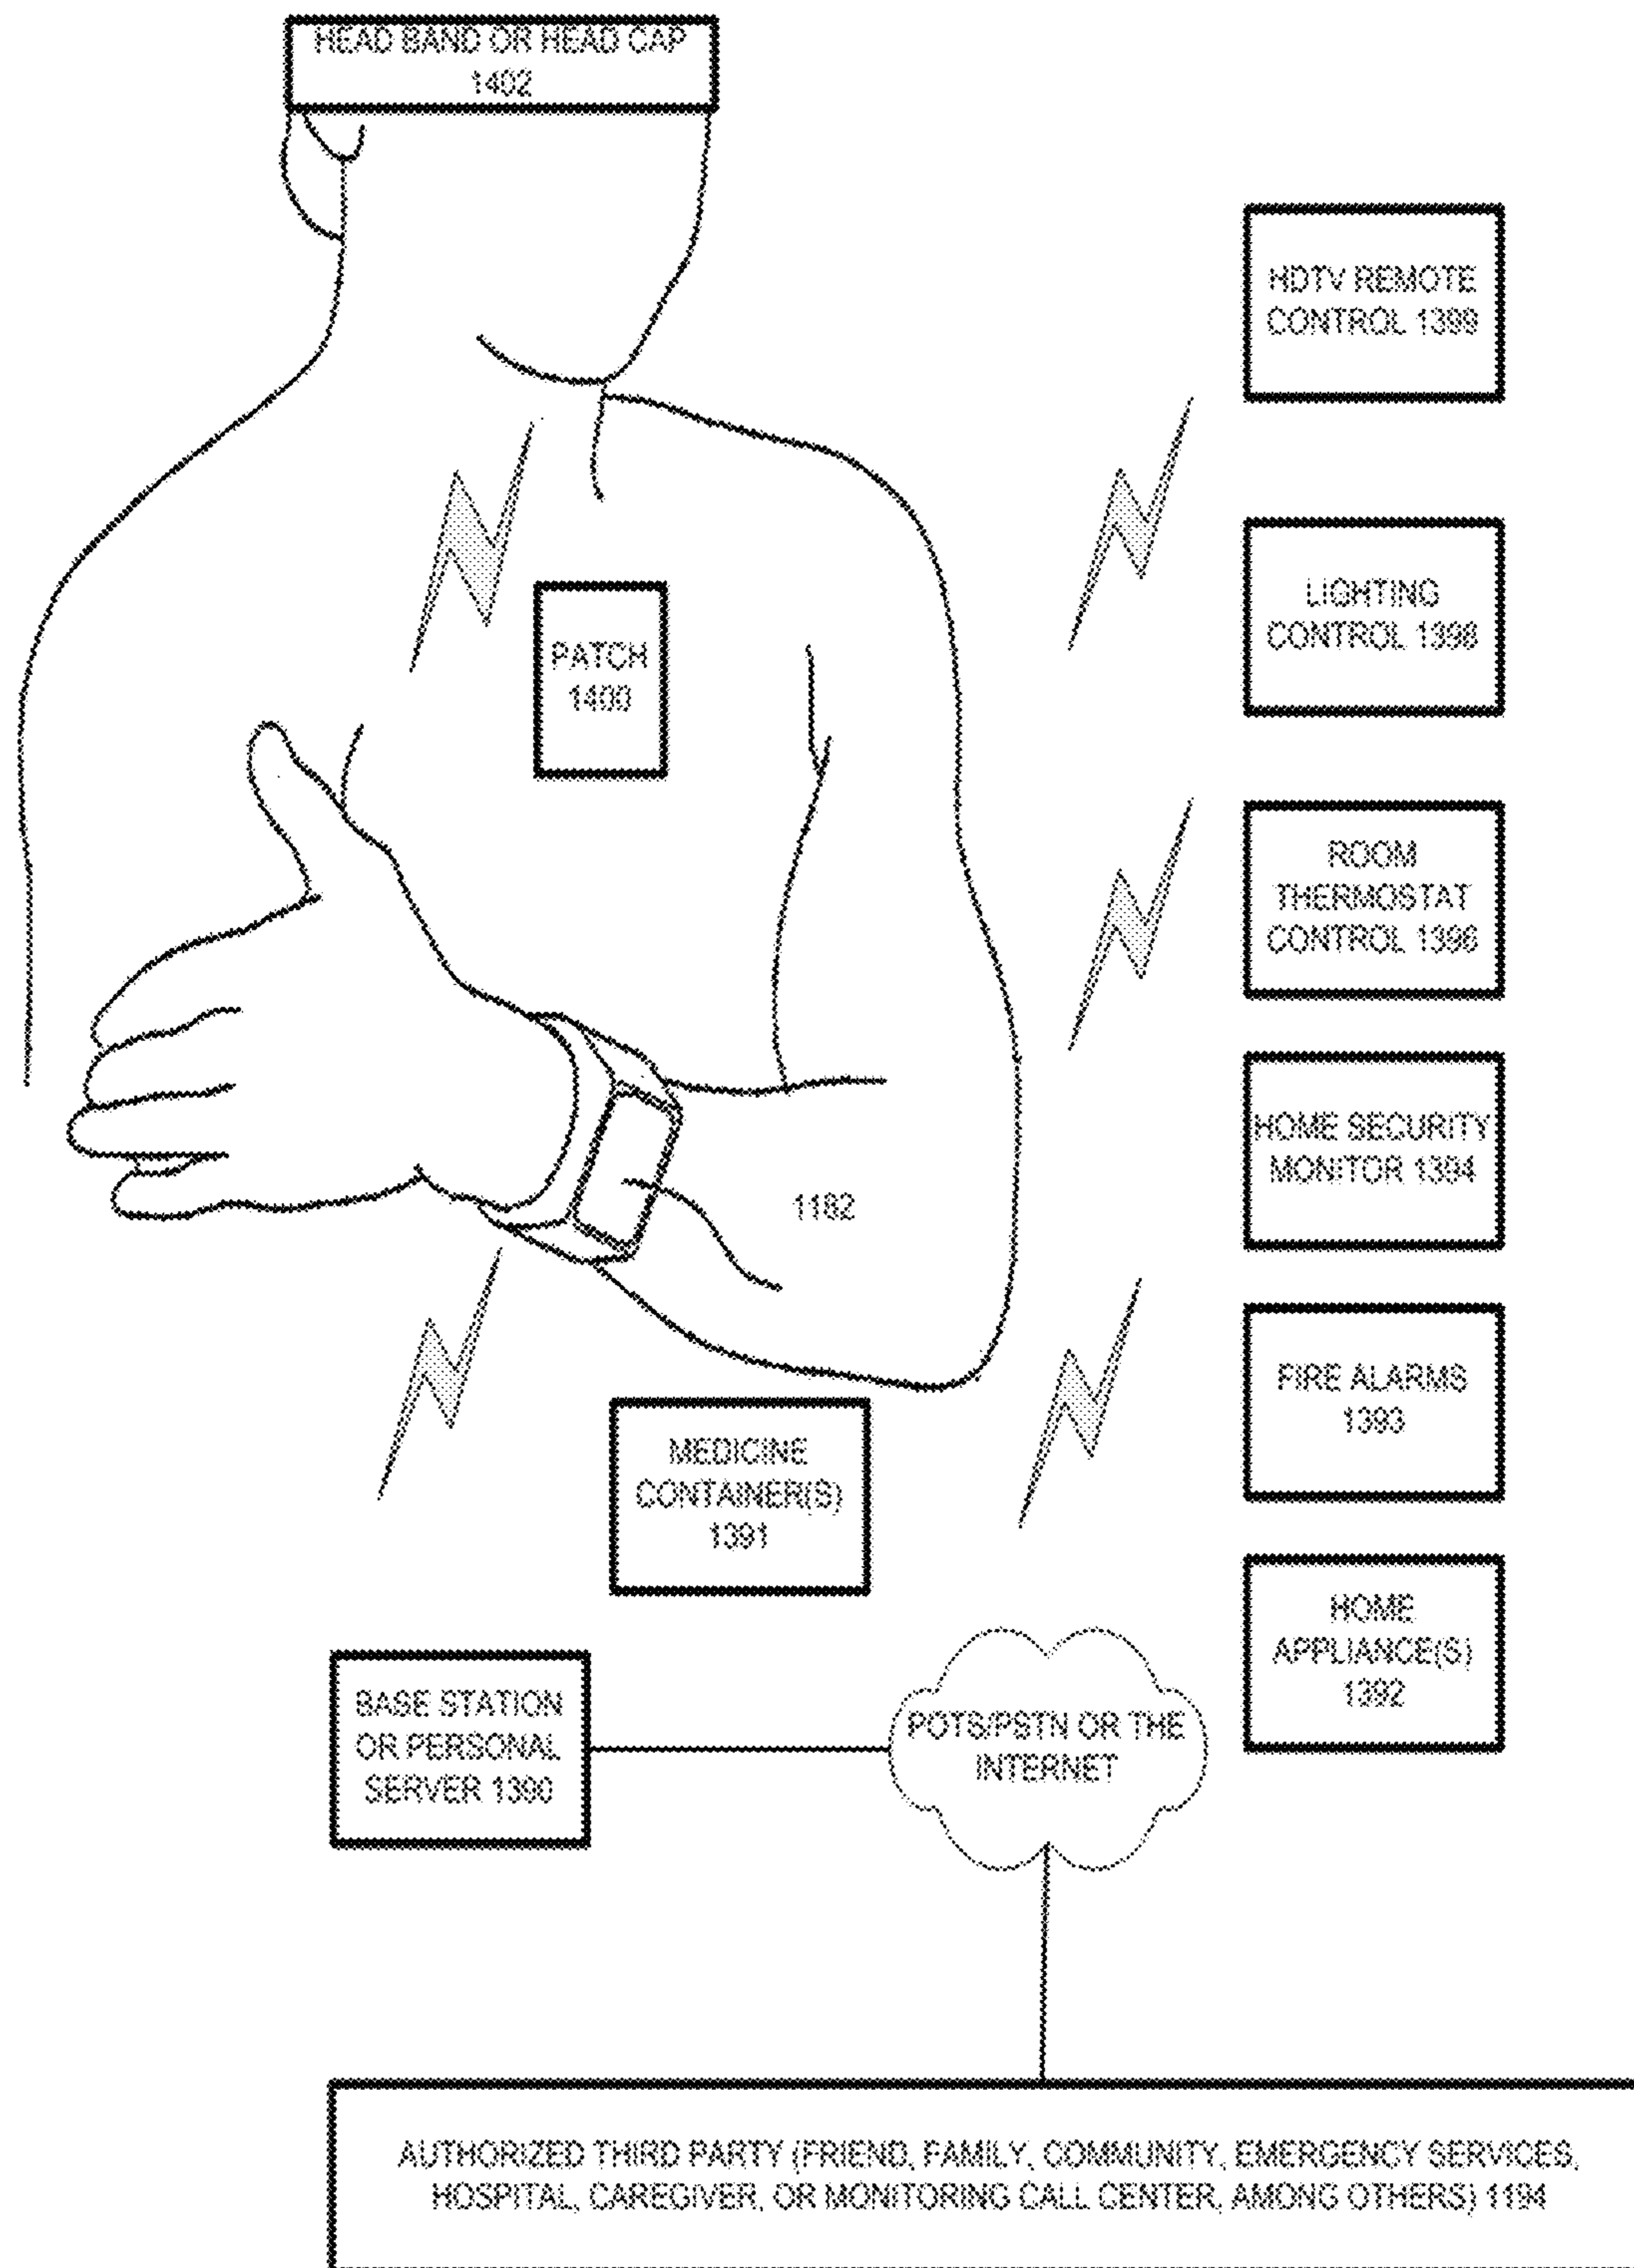 HEAD BAND OR HEAD CAP
1402
HDTV REMOTE
CONTROL 1399
LIGHTING
CONTROL 1398
PATCH
1400
ROOM
THERMOSTAT
CONTROL 1396
HOME SECURITY
MONITOR 1394
1182
FIRE ALARMS
1393
MEDICINE
CONTAINER(S)
1391
HOME
APPLIANCE(S)
1392
BASE STATION
OR PERSONAL
SERVER 1390
POTS/PSTN OR THE
INTERNET
AUTHORIZED THIRD PARTY (FRIEND, FAMILY, COMMUNITY, EMERGENCY SERVICES,
HOSPITAL, CAREGIVER, OR MONITORING CALL CENTER, AMONG OTHERS) 1194